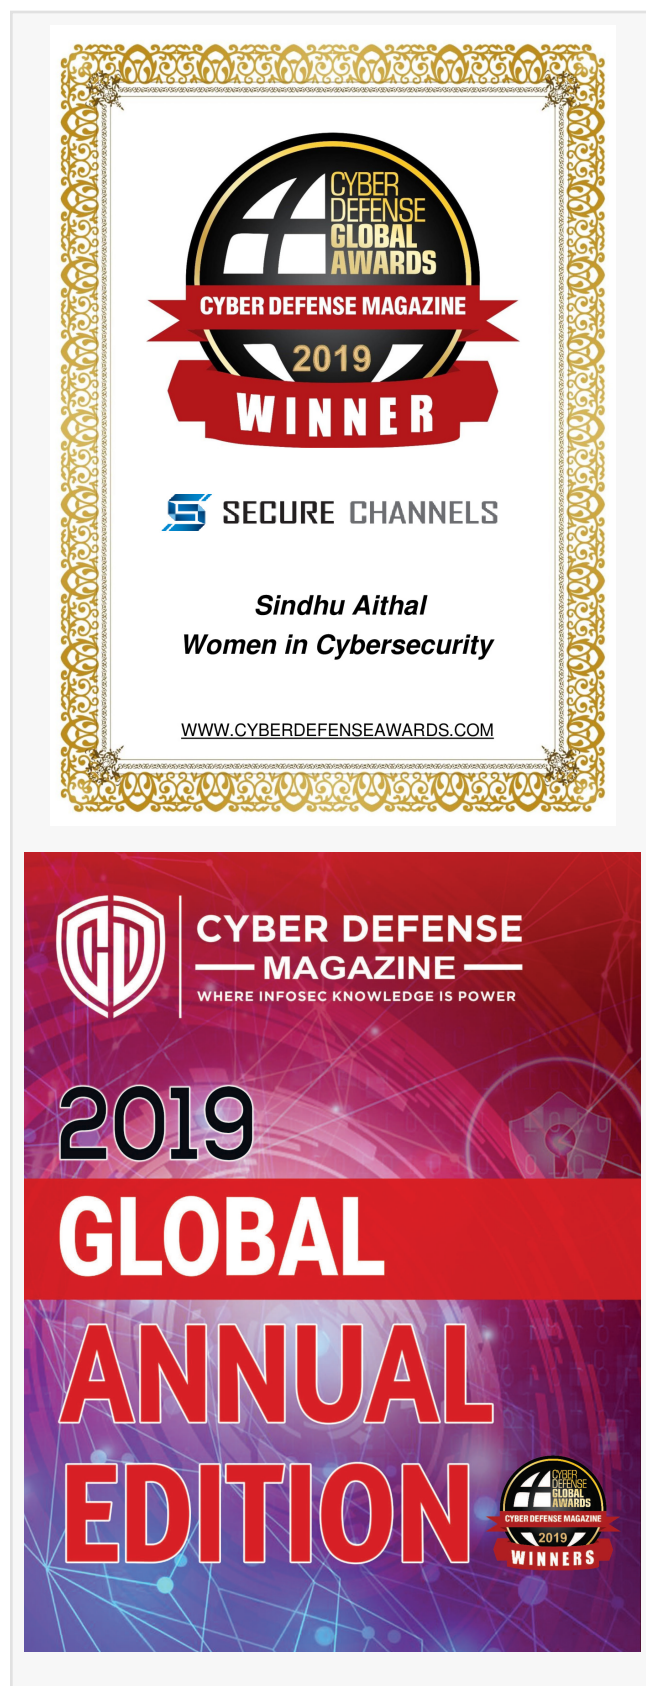 CYBER
DEFENSE
GLOBAL
AWARDS
CYBER DEFENSE MAGAZINE
2019
WINNER
SECURE CHANNELS
Sindhu Aithal
Women in Cybersecurity
WWW.CYBERDEFENSEAWARDS.COM
CD
CYBER DEFENSE
MAGAZINE
WHERE INFOSEC KNOWLEDGE IS POWER
2019
GLOBAL
ANNUAL
EDITION
CYBER
DEFENSE
GLOBAL
AWARDS
CYBER DEFENSE MAGAZINE
2019
WINNERS